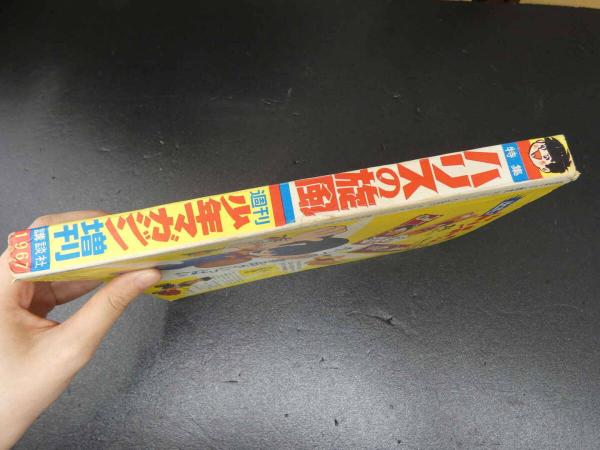 特集
ハリスの旋風
週刊
少年マガジン
増刊
講談社
1967